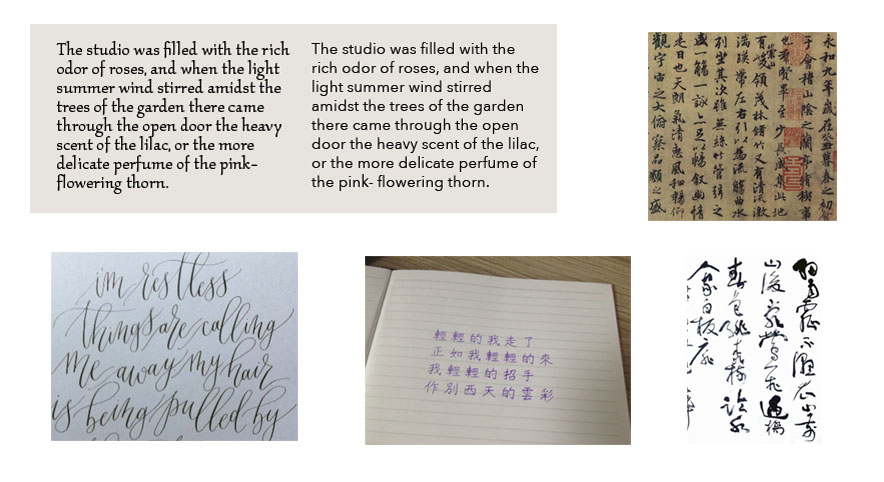 The studio was filled with the rich
odor of roses, and when the light
summer wind stirred amidst the
trees of the garden there came
through the open door the heavy
scent of the lilac, or the more
delicate perfume of the pink-
flowering thorn.
The studio was filled with the
rich odor of roses, and when the
light summer wind stirred
amidst the trees of the garden
there came through the open
door the heavy scent of the lilac,
or the more delicate perfume of
the pink- flowering thorn.
永和九年歲在癸丑暮春之初會
于會稽山陰之蘭亭脩稧事
也群賢畢至少長咸集此地
有崇山峻領茂林脩竹又有清流激
湍暎帶左右引以為流觴曲水
列坐其次雖無絲竹管弦之
盛一觴一詠亦足以暢敘幽情
是日也天朗氣清惠風和暢仰
觀宇宙之大俯察品類之盛
im restless
things are calling
me away my hair
is being pulled by
輕輕的我走了
正如我輕輕的來
我輕輕的招手
作別西天的雲彩
人家白板扉